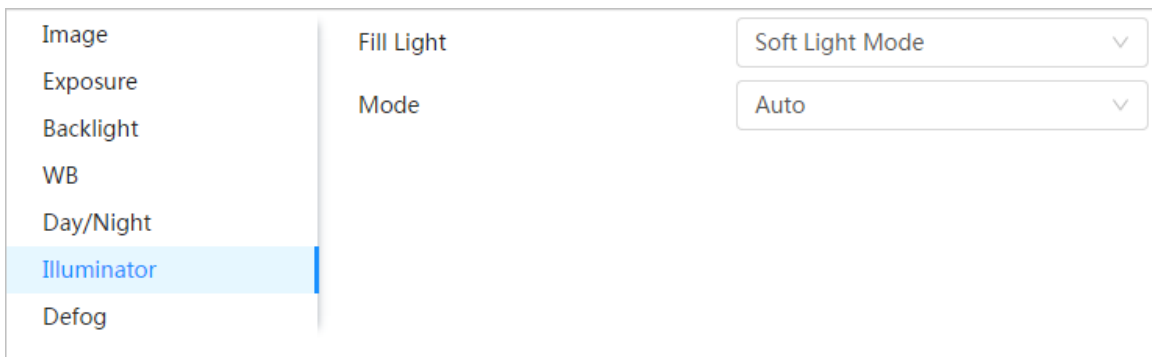 Image
Exposure
Backlight
WB
Day/Night
Illuminator
Defog
Fill Light
Soft Light Mode
Mode
Auto